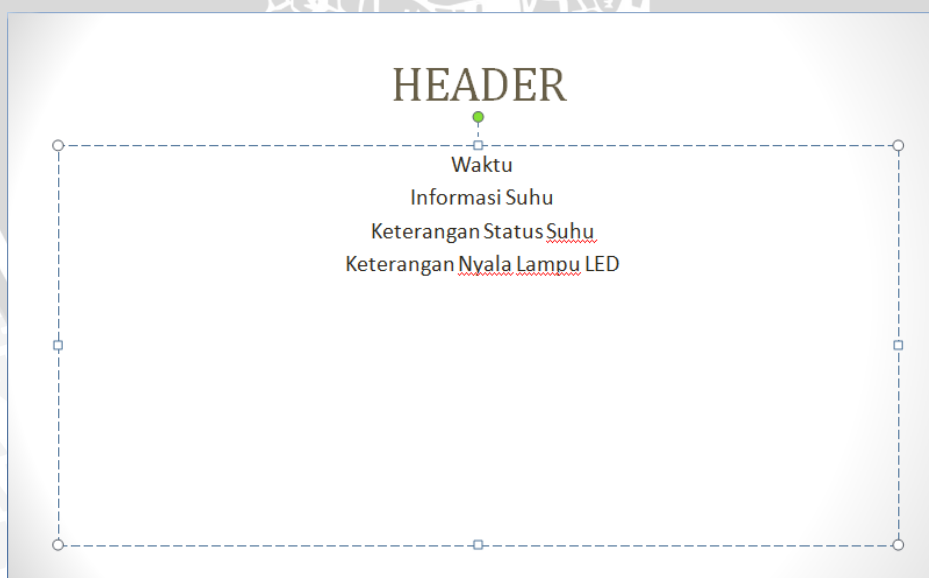 HEADER
Waktu
Informasi Suhu
Keterangan Status Suhu
Keterangan Nyala Lampu LED